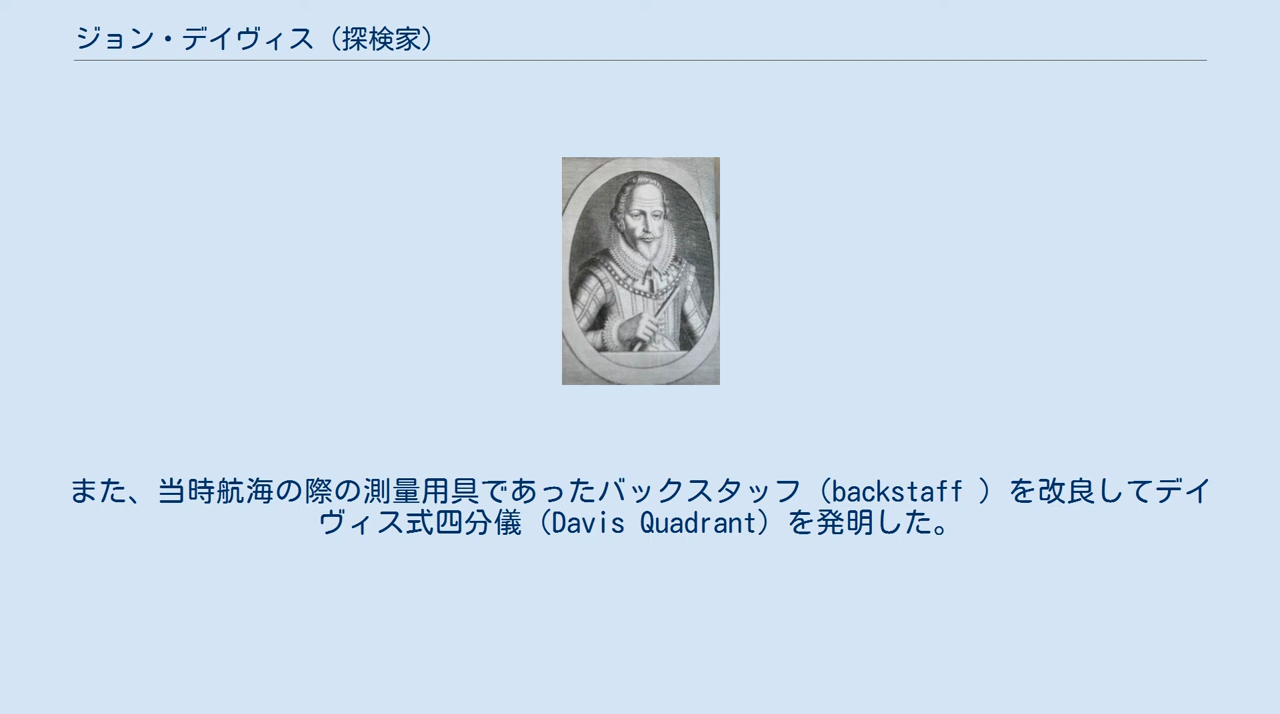 ジョン・デイヴィス（探検家）
また、当時航海の際の測量用具であったバックスタッフ（backstaff ）を改良してデイ
ヴィス式四分儀（Davis Quadrant）を発明した。